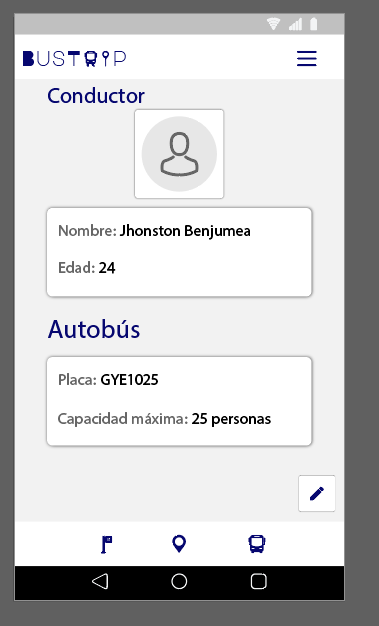 BUSTRIP
Conductor
Nombre: Jhonston Benjumea
Edad: 24
Autobús
Placa: GYE1025
Capacidad máxima: 25 personas